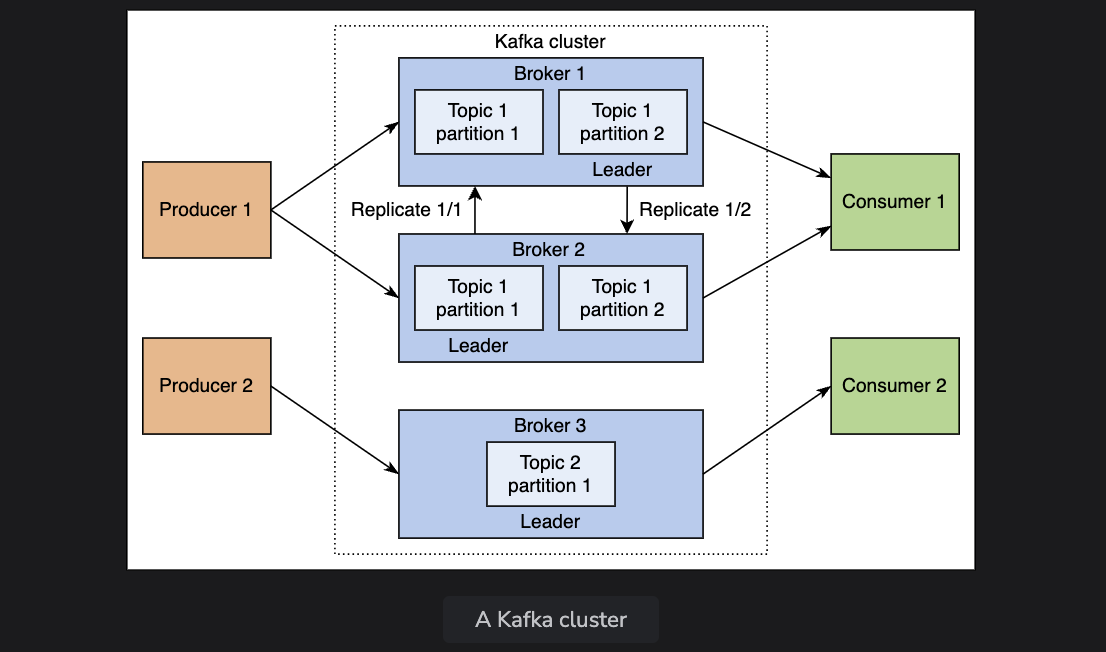 Kafka cluster
Broker 1
Topic 1
partition 1
Topic 1
partition 2
Leader
Producer 1
Replicate 1/1
Replicate 1/2
Consumer 1
Broker 2
Topic 1
partition 1
Topic 1
partition 2
Leader
Producer 2
Consumer 2
Broker 3
Topic 2
partition 1
Leader
A Kafka cluster